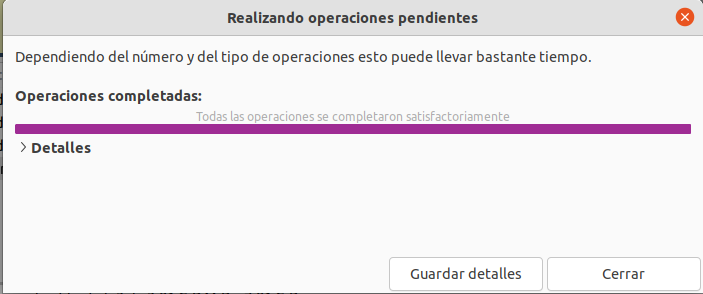 Realizando operaciones pendientes
Dependiendo del número y del tipo de operaciones esto puede llevar bastante tiempo.
Operaciones completadas:
Todas las operaciones se completaron satisfactoriamente
Detalles
Guardar detalles
Cerrar